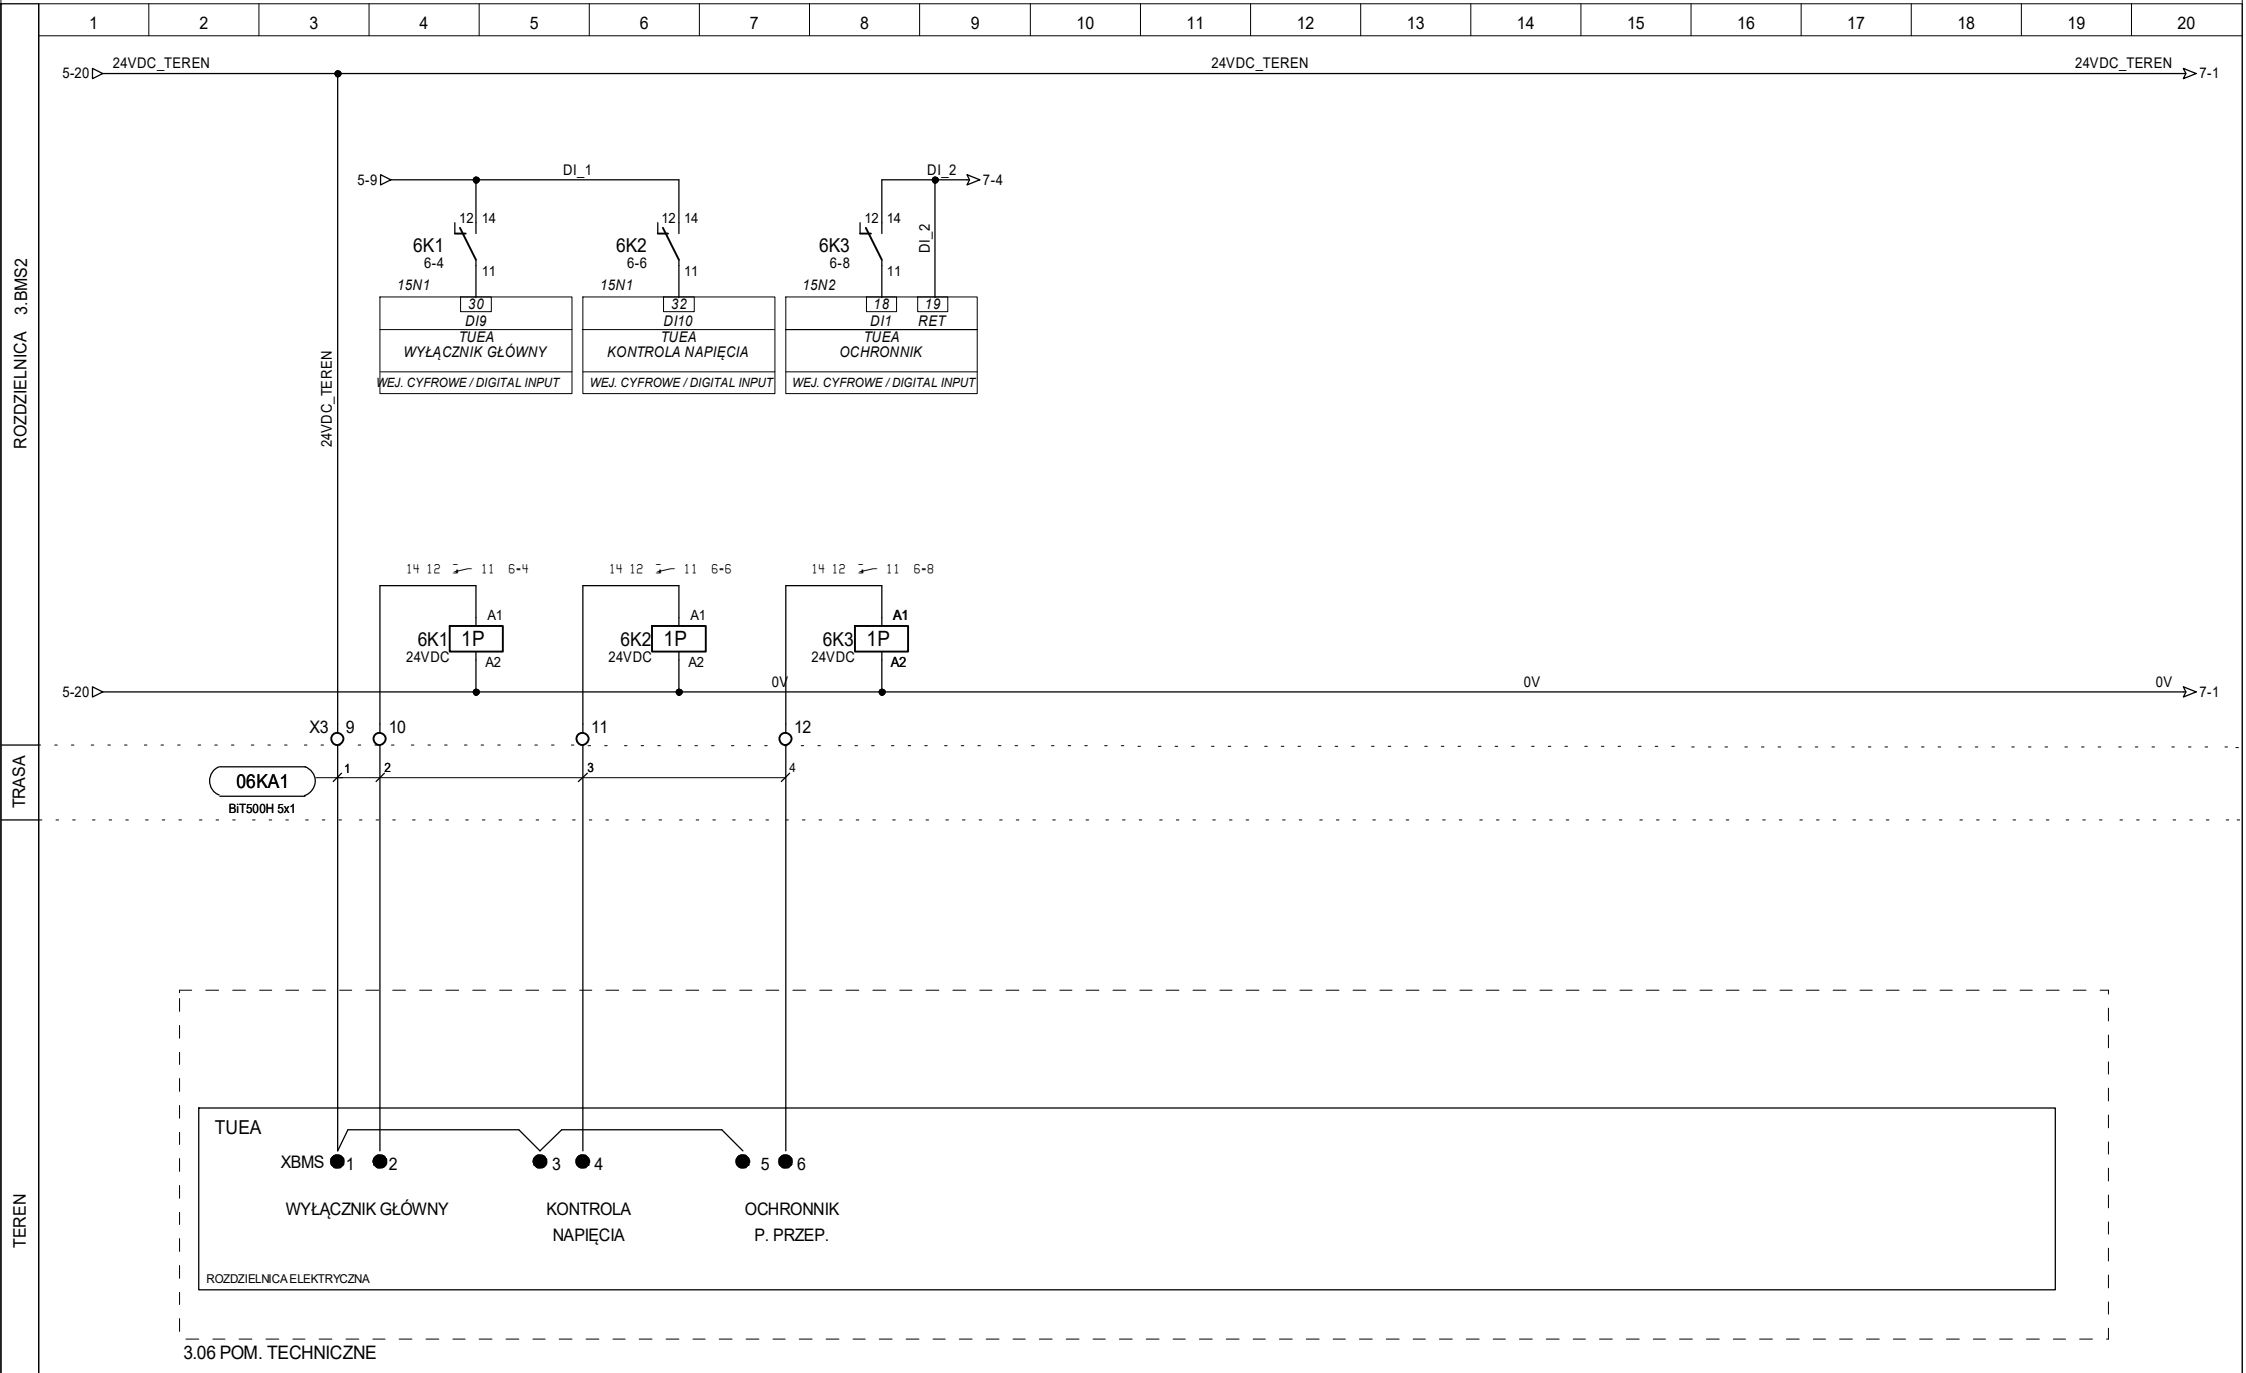 1 2 3 4 5 6 7 8 9 10 11 12 13 14 15 16 17 18 19 20
5-20 24VDC_TEREN 24VDC_TEREN 24VDC_TEREN 7-1
5-9 DI_1 DI_2 7-4
12 14 12 14 12 14
6K1 6K2 6K3 DI_2
6-4 6-6 6-8
11 11 11
15N1 15N1 15N2
30 32 18 19
DI9 DI10 DI1 RET
TUEA TUEA TUEA
WYŁĄCZNIK GŁÓWNY KONTROLA NAPIĘCIA OCHRONNIK
WEJ. CYFROWE / DIGITAL INPUT WEJ. CYFROWE / DIGITAL INPUT WEJ. CYFROWE / DIGITAL INPUT
ROZDZIELNICA 3.BMS2
24VDC_TEREN
14 12 11 6-4 14 12 11 6-6 14 12 11 6-8
A1 A1 A1
6K1 1P 6K2 1P 6K3 1P
24VDC 24VDC 24VDC
A2 A2 A2
5-20 0V 0V 0V 7-1
X3 9 10 11 12
TRASA
1 2 3 4
06KA1
BiT500H 5x1
TEREN
TUEA
XBMS 1 2 3 4 5 6
WYŁĄCZNIK GŁÓWNY KONTROLA OCHRONNIK
NAPIĘCIA P. PRZEP.
ROZDZIELNICA ELEKTRYCZNA
3.06 POM. TECHNICZNE